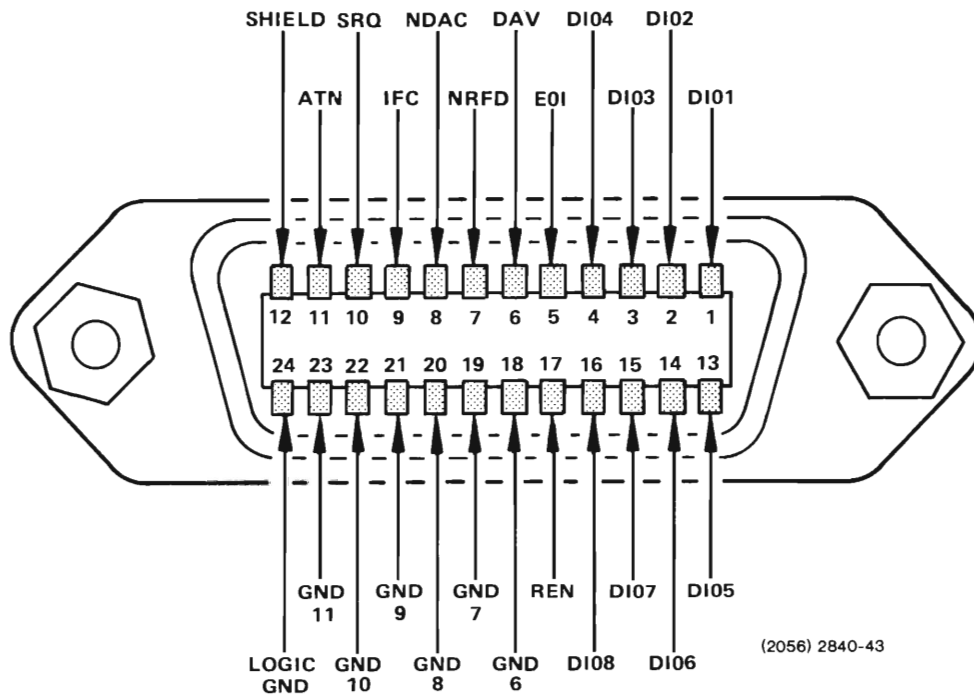 SHIELD SRQ NDAC DAV DI04 DI02
ATN IFC NRFD E0I DI03 DI01
12 11 10 9 8 7 6 5 4 3 2 1
24 23 22 21 20 19 18 17 16 15 14 13
GND 11 GND 9 GND 7 REN DI07 DI05
LOGIC GND GND 10 GND 8 GND 6 DI08 DI06
(2056) 2840-43